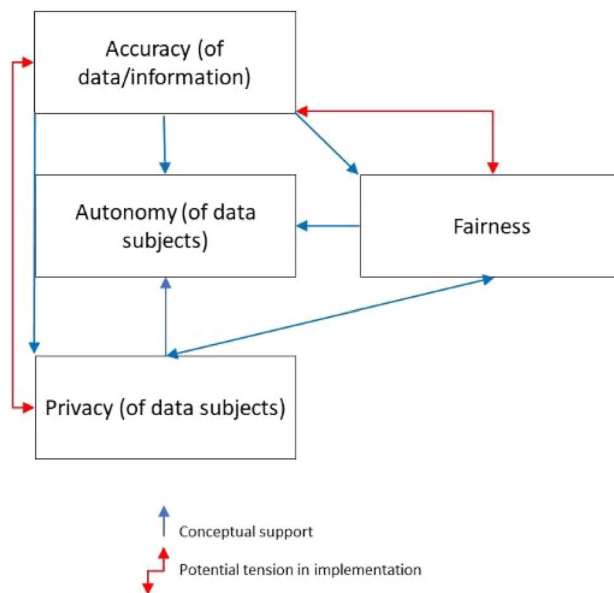 Accuracy (of
data/information)
Autonomy (of data
subjects)
Fairness
Privacy (of data subjects)
Conceptual support
Potential tension in implementation